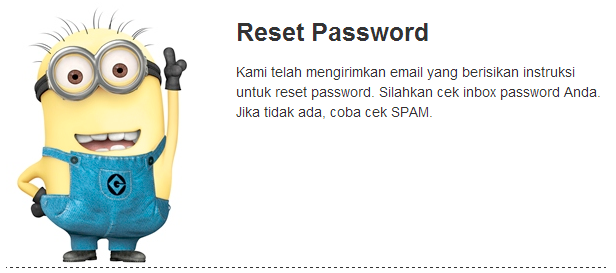 Reset Password
Kami telah mengirimkan email yang berisikan instruksi
untuk reset password. Silahkan cek inbox password Anda.
Jika tidak ada, coba cek SPAM.